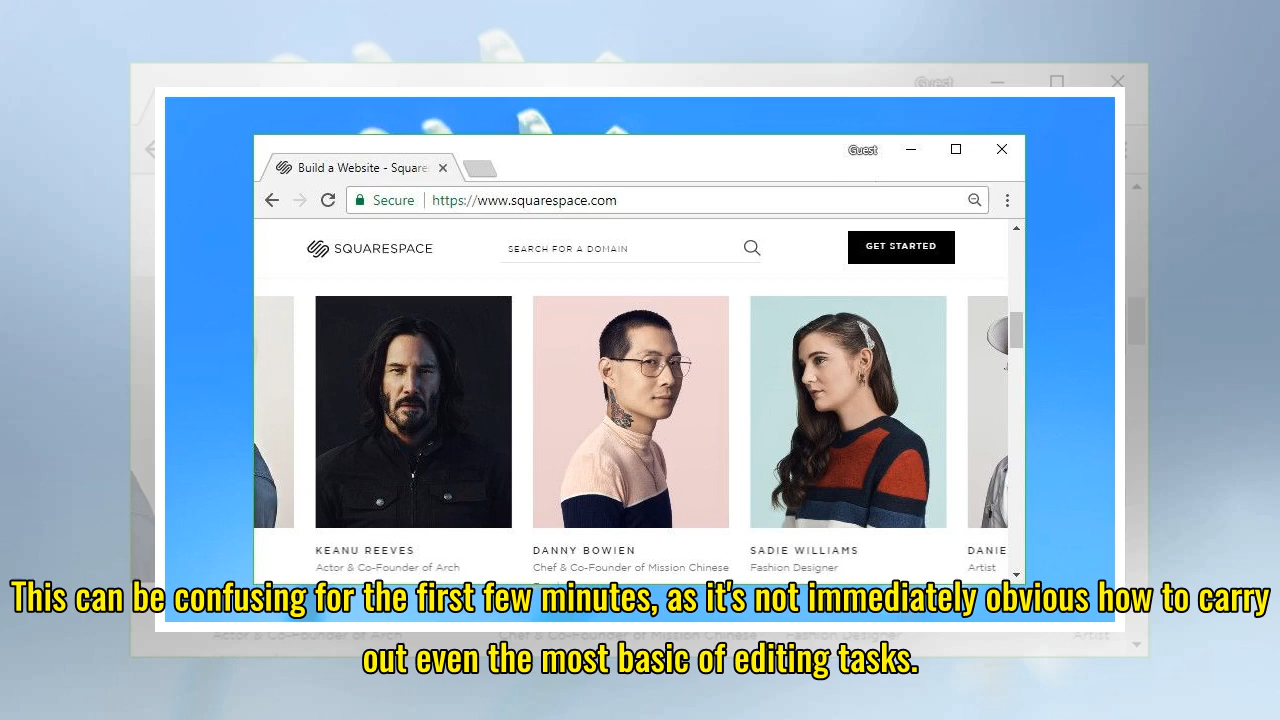 Guest
Guest
Build a Website - Square
Secure
https://www.squarespace.com
SQUARESPACE
SEARCH FOR A DOMAIN
GET STARTED
KEANU REEVES
DANNY BOWIEN
SADIE WILLIAMS
DANIE
Actor & Co-Founder of Arch
Chef & Co-Founder of Mission Chinese
Fashion Designer
Artist
This can be confusing for the first few minutes, as it's not immediately obvious how to carry
out even the most basic of editing tasks.